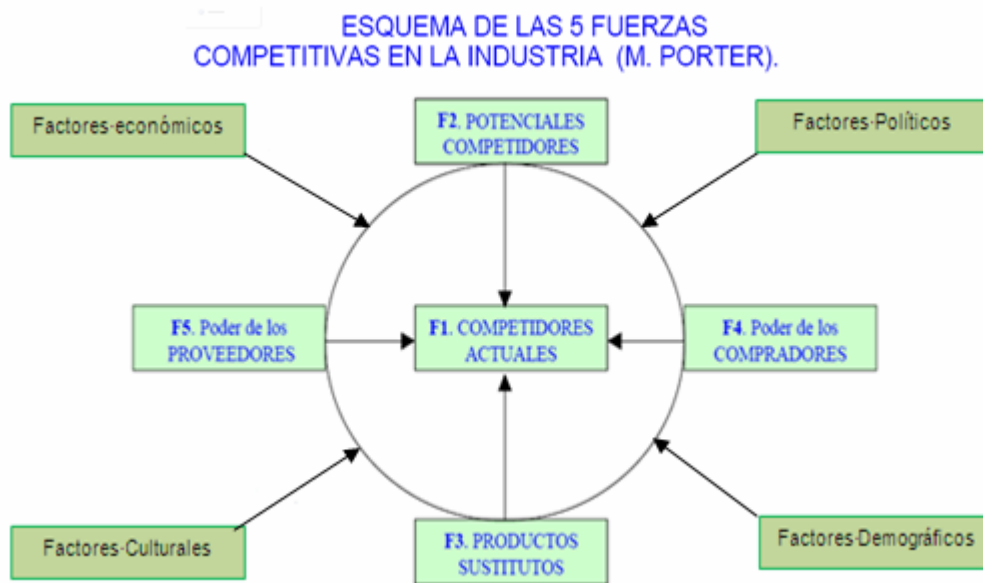 ESQUEMA DE LAS 5 FUERZAS
COMPETITIVAS EN LA INDUSTRIA (M. PORTER).
Factores-económicos
F2. POTENCIALES
COMPETIDORES
Factores-Políticos
F5. Poder de los
PROVEEDORES
F1. COMPETIDORES
ACTUALES
F4. Poder de los
COMPRADORES
Factores-Culturales
F3. PRODUCTOS
SUSTITUTOS
Factores-Demográficos